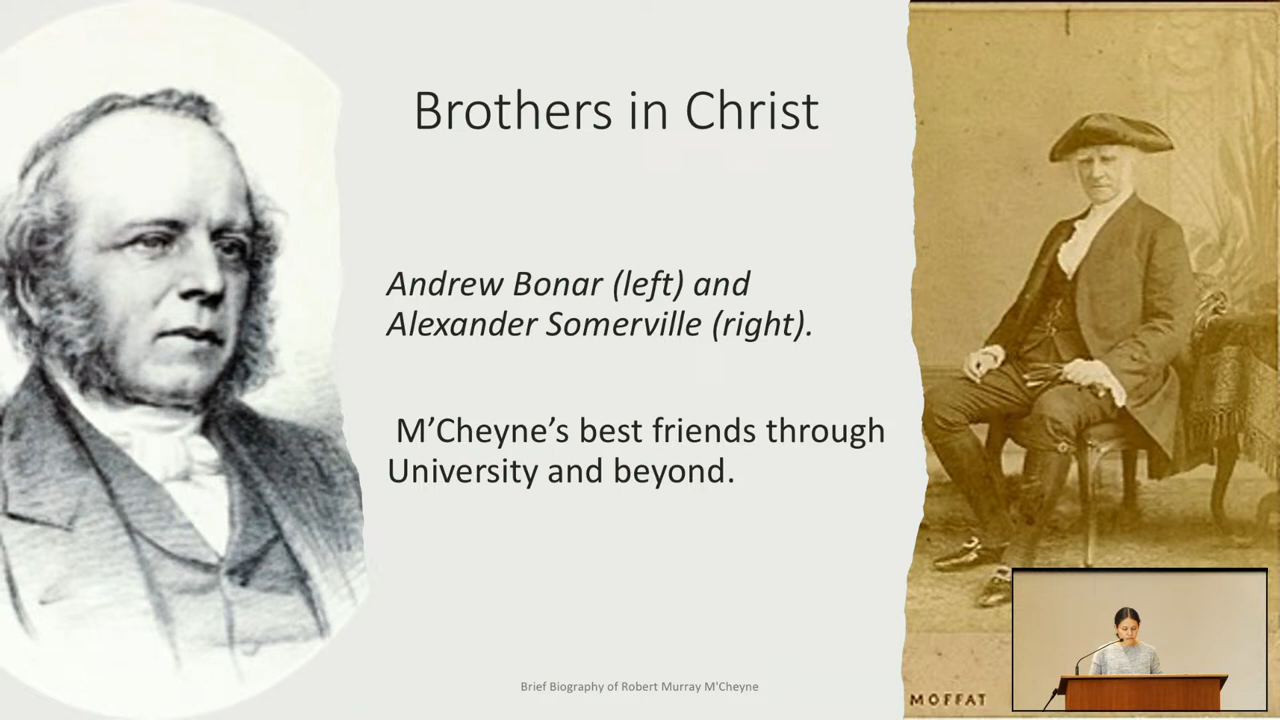 Brothers in Christ
Andrew Bonar (left) and
Alexander Somerville (right).
M’Cheyne’s best friends through
University and beyond.
Brief Biography of Robert Murray M'Cheyne
MOFFAT